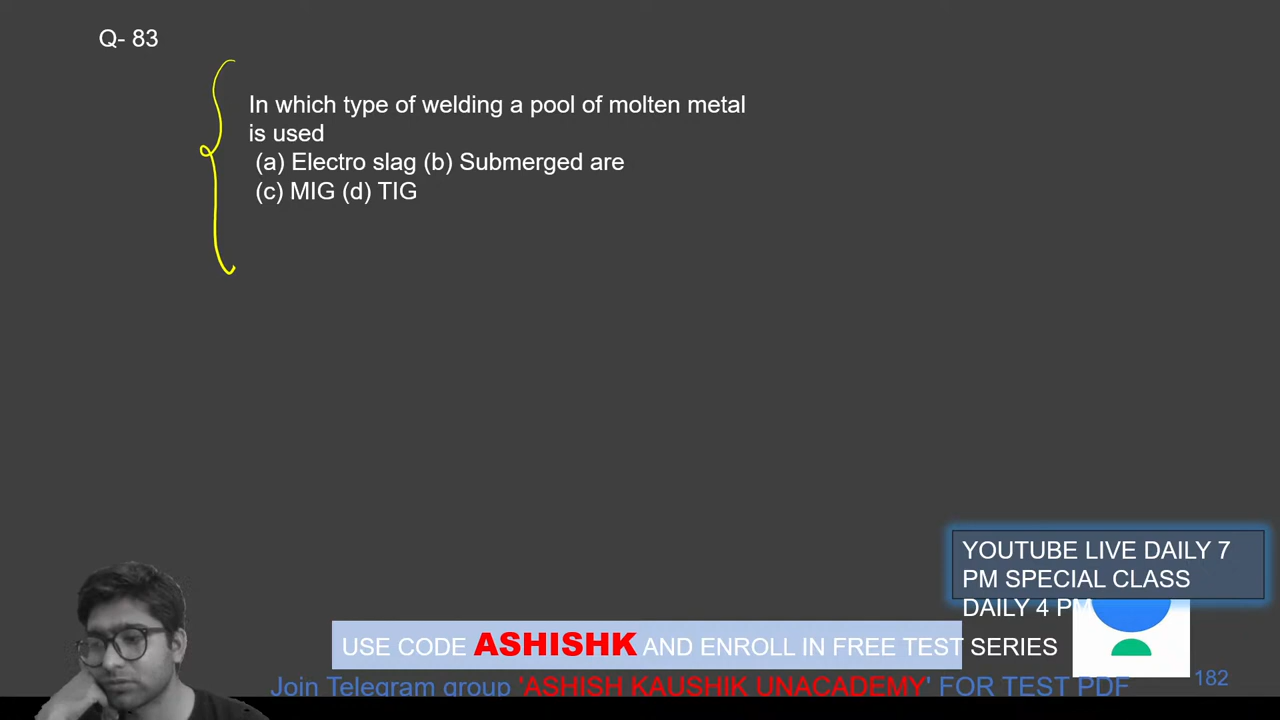 Q- 83
In which type of welding a pool of molten metal
is used
(a) Electro slag (b) Submerged are
(c) MIG (d) TIG
YOUTUBE LIVE DAILY 7
PM SPECIAL CLASS
DAILY 4 PM
USE CODE ASHISHK AND ENROLL IN FREE TEST SERIES
Join Telegram group 'ASHISH KAUSHIK UNACADEMY' FOR TEST PDF
182